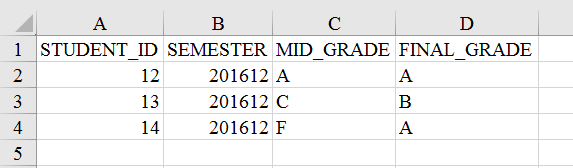 A B C D
1 STUDENT_ID SEMESTER MID_GRADE FINAL_GRADE
2 12 201612 A A
3 13 201612 C B
4 14 201612 F A
5